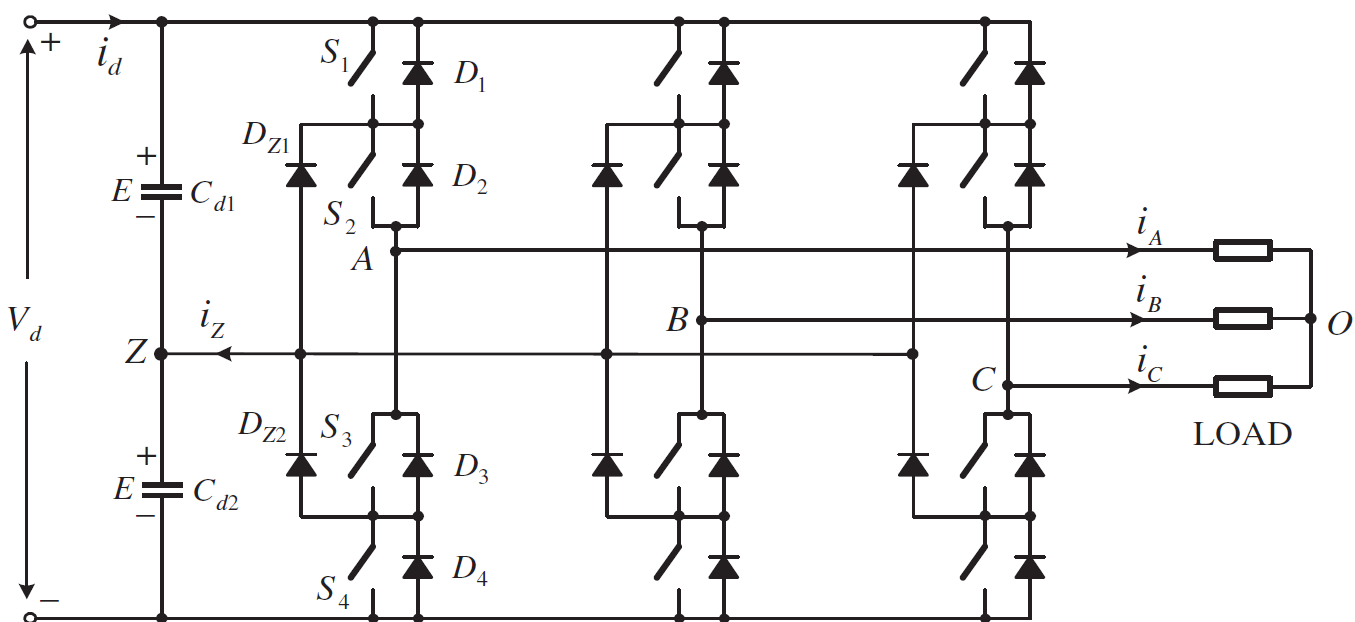 +
i_d
S_1
D_1
D_Z1
+
E
C_d1
−
D_2
S_2
A
i_A
V_d
i_Z
B
i_B
O
Z
C
i_C
D_Z2
S_3
LOAD
+
E
C_d2
−
D_3
S_4
D_4
−